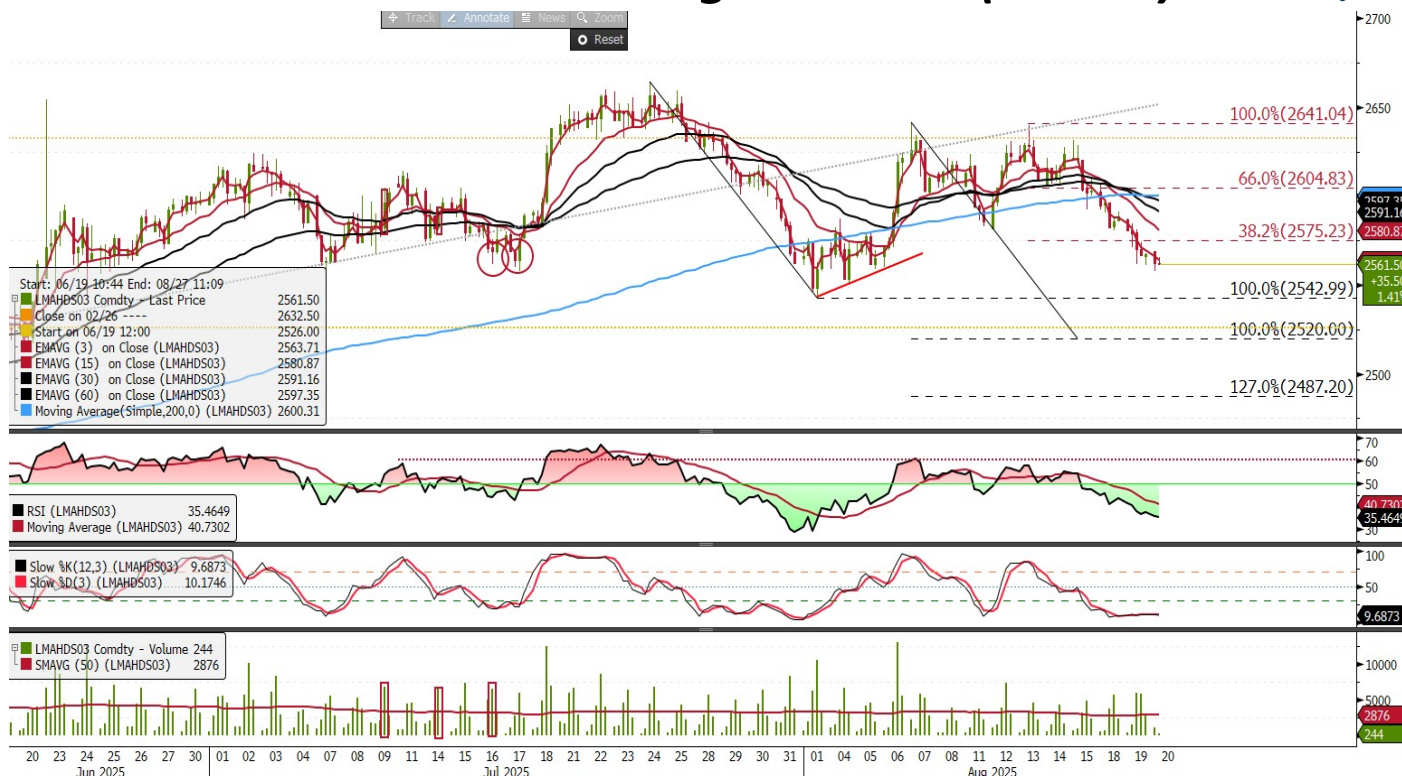 Track Annotate News Zoom
Reset
2700
2650
2500
100.0%(2641.04)
66.0%(2604.83)
38.2%(2575.23)
100.0%(2542.99)
100.0%(2520.00)
127.0%(2487.20)
2597.35
2591.16
2580.87
2561.50
+35.50
1.41%
Start: 06/19 10:44 End: 08/27 11:09
LMAHDS03 Comdty - Last Price 2561.50
Close on 02/26 ---- 2632.50
Start on 06/19 12:00 2526.00
EMAVG (3) on Close (LMAHDS03) 2563.71
EMAVG (15) on Close (LMAHDS03) 2580.87
EMAVG (30) on Close (LMAHDS03) 2591.16
EMAVG (60) on Close (LMAHDS03) 2597.35
Moving Average(Simple,200,0) (LMAHDS03) 2600.31
70
60
50
40.7302
35.4649
30
RSI (LMAHDS03) 35.4649
Moving Average (LMAHDS03) 40.7302
100
50
9.6873
Slow %K(12,3) (LMAHDS03) 9.6873
Slow %D(3) (LMAHDS03) 10.1746
LMAHDS03 Comdty - Volume 244
SMAVG (50) (LMAHDS03) 2876
10000
5000
2876
244
20 23 24 25 26 27 30 01 02 03 04 07 08 09 10 11 14 15 16 17 18 21 22 23 24 25 28 29 30 31 01 04 05 06 07 08 11 12 13 14 15 18 19 20
Jun 2025 Jul 2025 Aug 2025